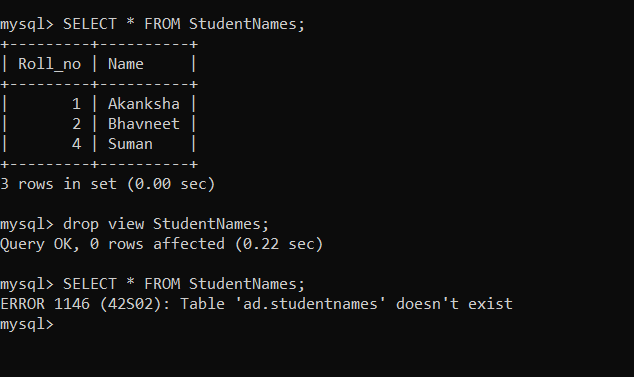 mysql> SELECT * FROM StudentNames;
+---------+----------+
| Roll_no | Name     |
+---------+----------+
|       1 | Akanksha |
|       2 | Bhavneet |
|       4 | Suman    |
+---------+----------+
3 rows in set (0.00 sec)
mysql> drop view StudentNames;
Query OK, 0 rows affected (0.22 sec)
mysql> SELECT * FROM StudentNames;
ERROR 1146 (42S02): Table 'ad.studentnames' doesn't exist
mysql>